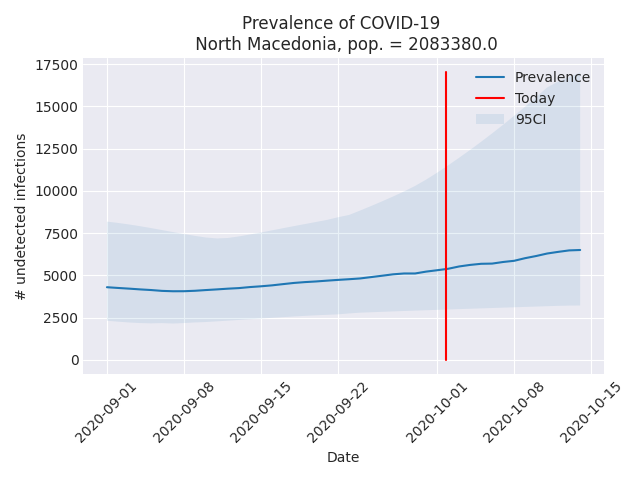 Prevalence of COVID-19
North Macedonia, pop. = 2083380.0
17500
15000
12500
10000
7500
5000
2500
0
# undetected infections
Prevalence
Today
95CI
2020-09-01
2020-09-08
2020-09-15
2020-09-22
2020-10-01
2020-10-08
2020-10-15
Date